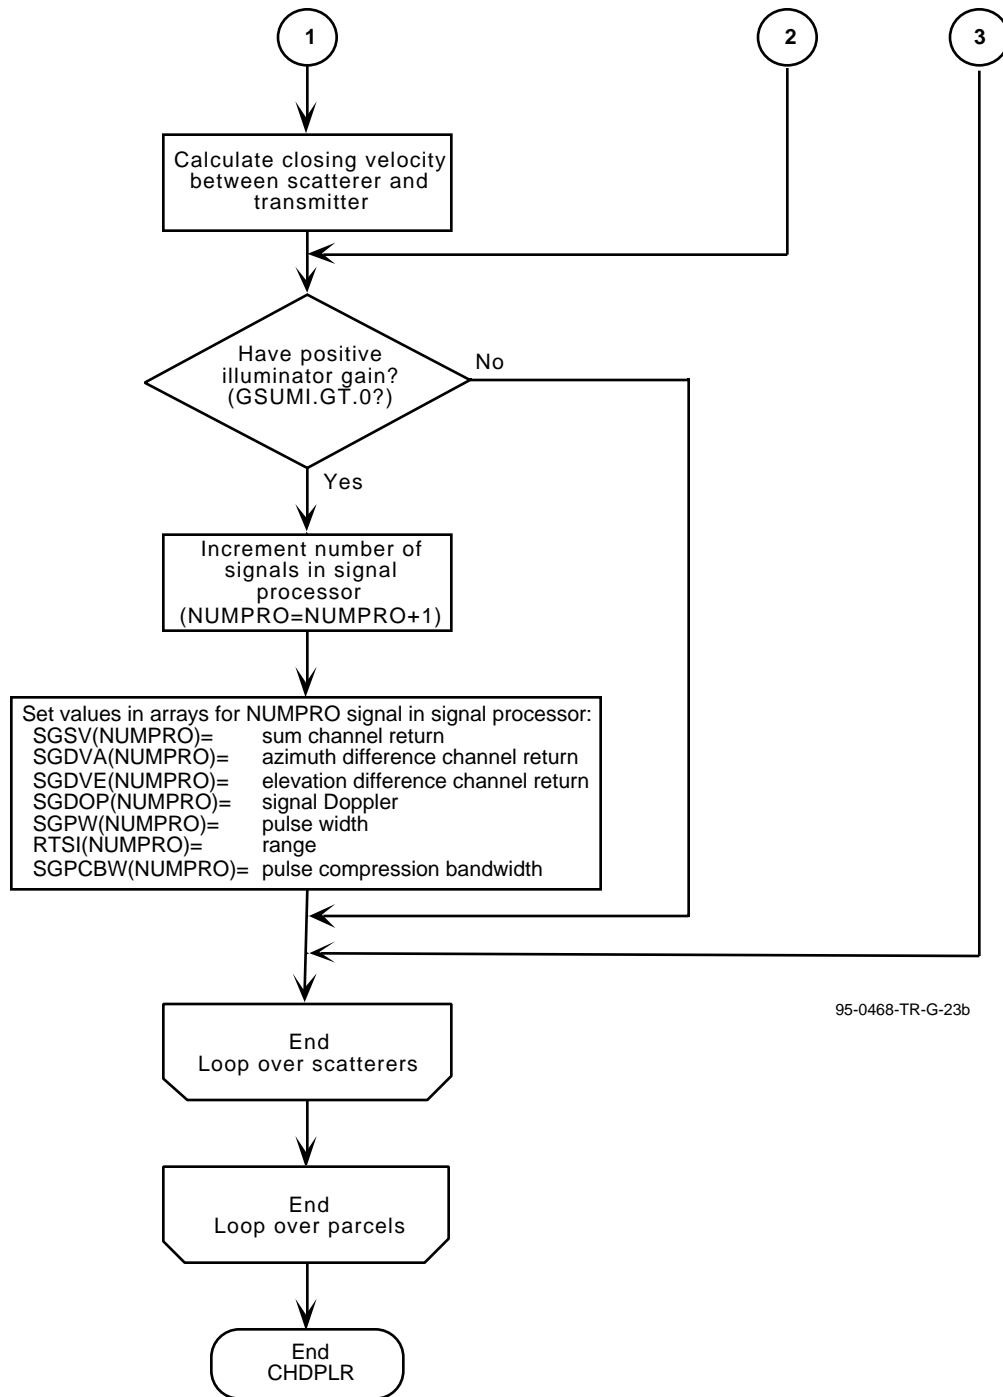 1
2
3
Calculate closing velocity
between scatterer and
transmitter
Have positive
illuminator gain?
(GSUMI.GT.0?)
No
Yes
Increment number of
signals in signal
processor
(NUMPRO=NUMPRO+1)
Set values in arrays for NUMPRO signal in signal processor:
SGSV(NUMPRO)= sum channel return
SGDVA(NUMPRO)= azimuth difference channel return
SGDVE(NUMPRO)= elevation difference channel return
SGDOP(NUMPRO)= signal Doppler
SGPW(NUMPRO)= pulse width
RTSI(NUMPRO)= range
SGPCBW(NUMPRO)= pulse compression bandwidth
95-0468-TR-G-23b
End
Loop over scatterers
End
Loop over parcels
End
CHDPLR